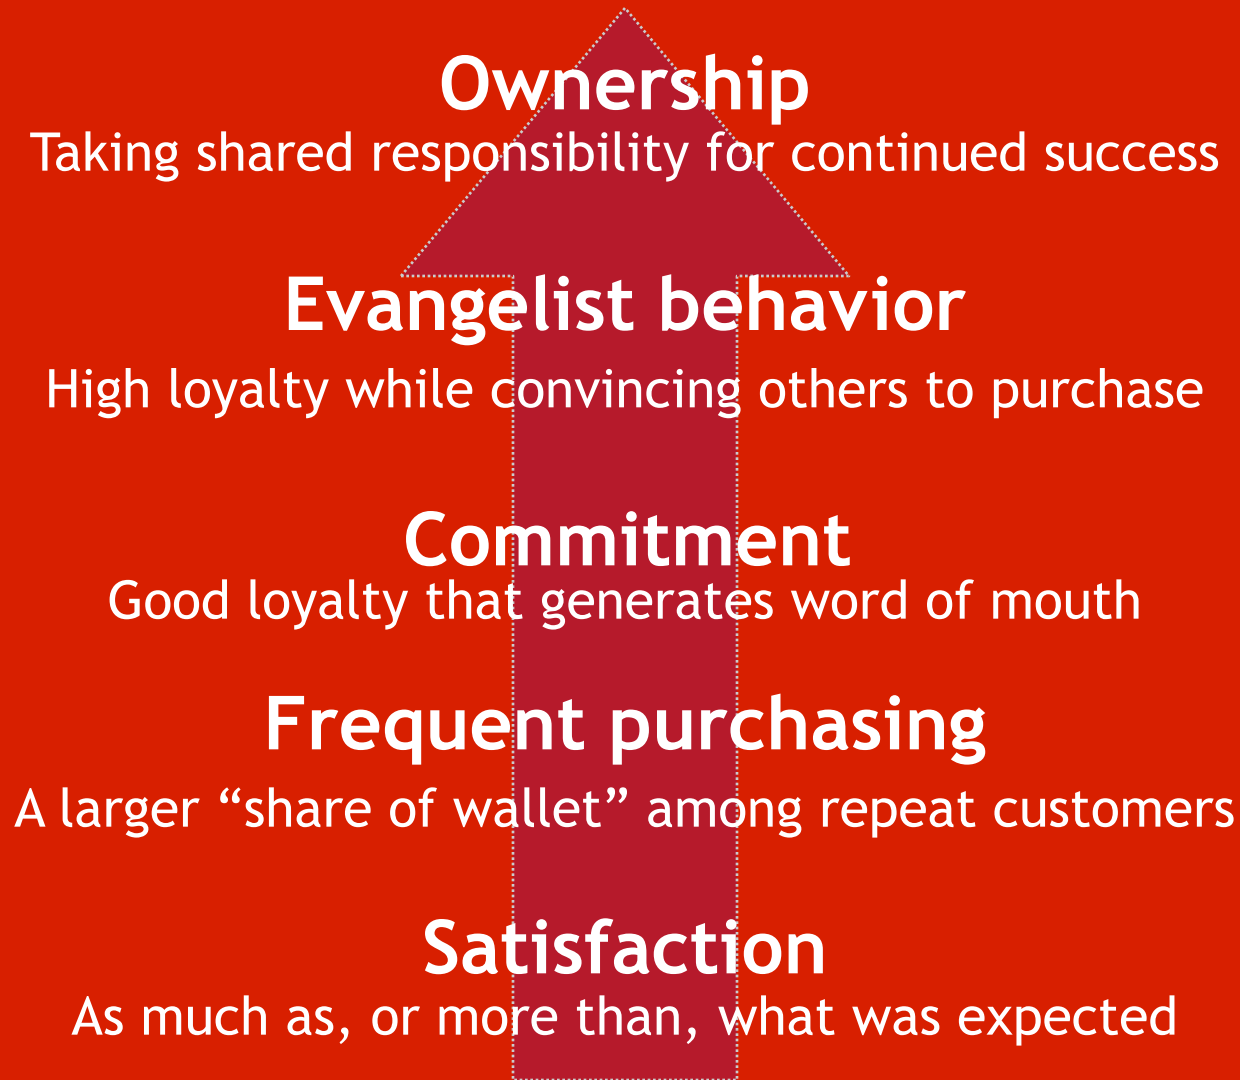 Ownership
Taking shared responsibility for continued success
Evangelist behavior
High loyalty while convincing others to purchase
Commitment
Good loyalty that generates word of mouth
Frequent purchasing
A larger “share of wallet” among repeat customers
Satisfaction
As much as, or more than, what was expected